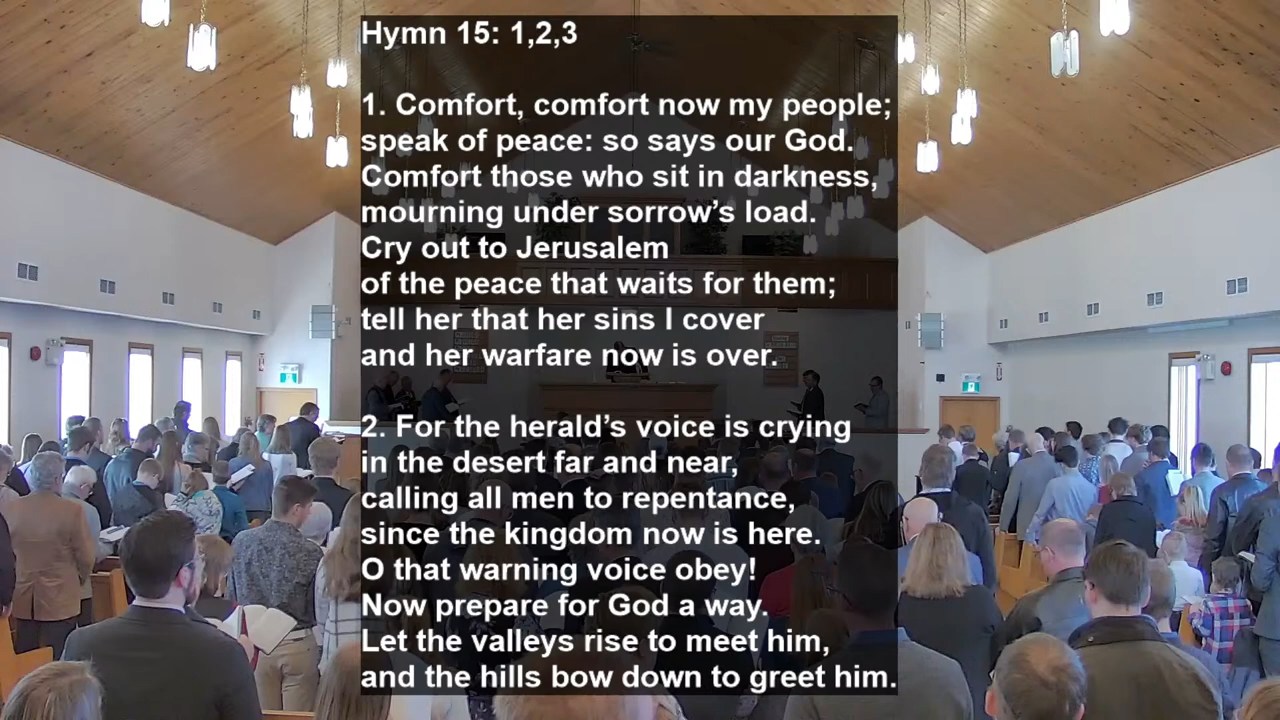 Hymn 15: 1,2,3
1. Comfort, comfort now my people;
speak of peace: so says our God.
Comfort those who sit in darkness,
mourning under sorrow’s load.
Cry out to Jerusalem
of the peace that waits for them;
tell her that her sins I cover
and her warfare now is over.
2. For the herald’s voice is crying
in the desert far and near,
calling all men to repentance,
since the kingdom now is here.
O that warning voice obey!
Now prepare for God a way.
Let the valleys rise to meet him,
and the hills bow down to greet him.